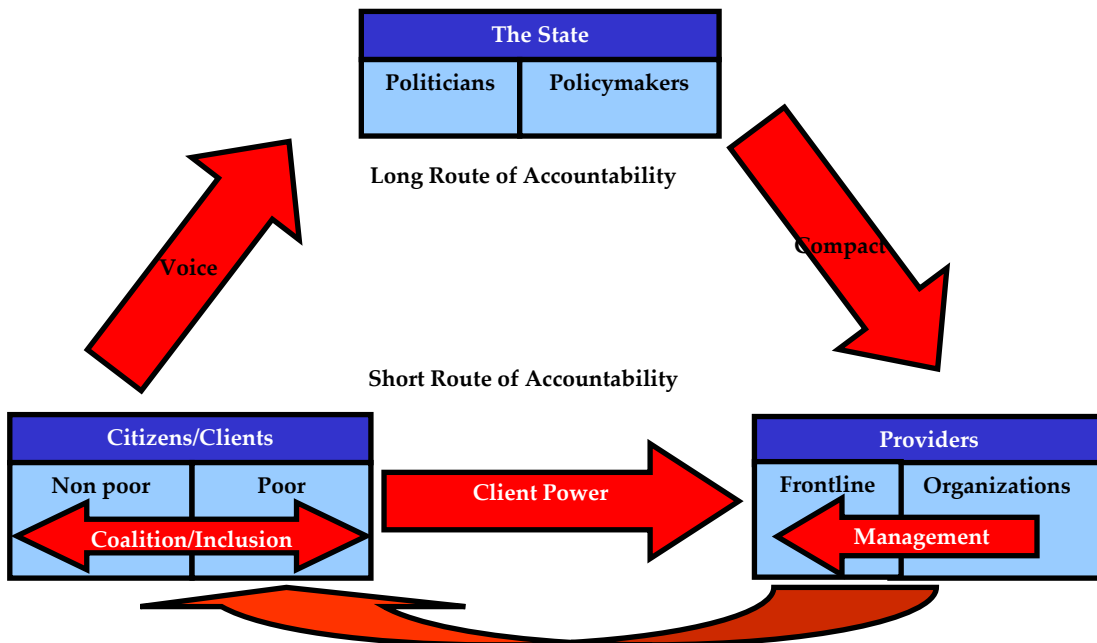 The State
Politicians
Policymakers
Long Route of Accountability
Voice
Compact
Short Route of Accountability
Citizens/Clients
Non poor
Poor
Coalition/Inclusion
Client Power
Providers
Frontline
Organizations
Management